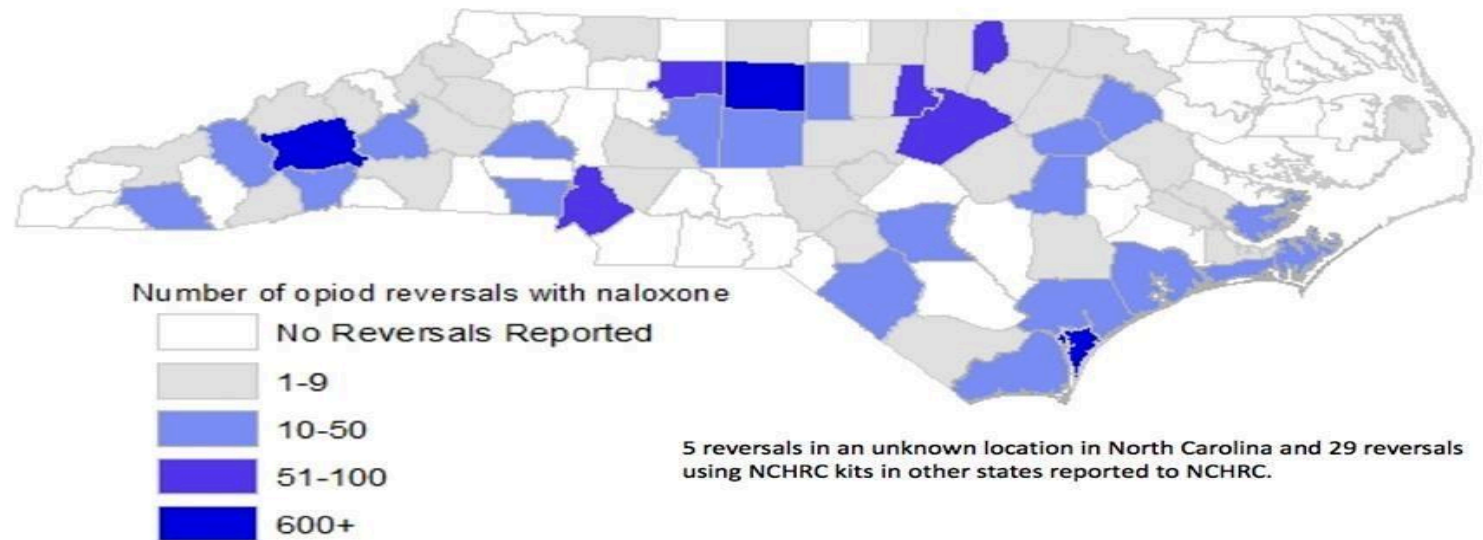 Number of opiod reversals with naloxone
No Reversals Reported
1-9
10-50
51-100
600+
5 reversals in an unknown location in North Carolina and 29 reversals
using NCHRC kits in other states reported to NCHRC.